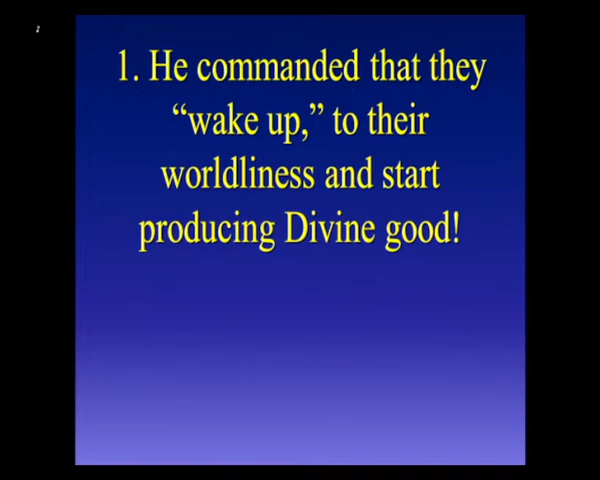 1. He commanded that they
“wake up,” to their
worldliness and start
producing Divine good!